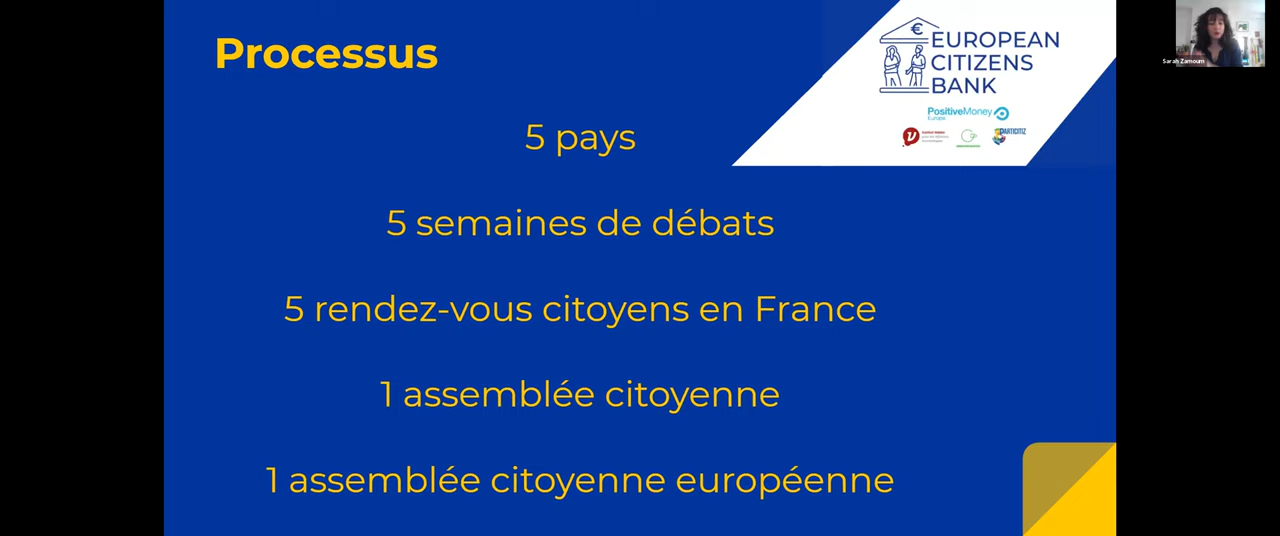 Processus
EUROPEAN
CITIZENS
BANK
PositiveMoney
Europe
PARTICITIZ
Sarah Zamoum
5 pays
5 semaines de débats
5 rendez-vous citoyens en France
1 assemblée citoyenne
1 assemblée citoyenne européenne